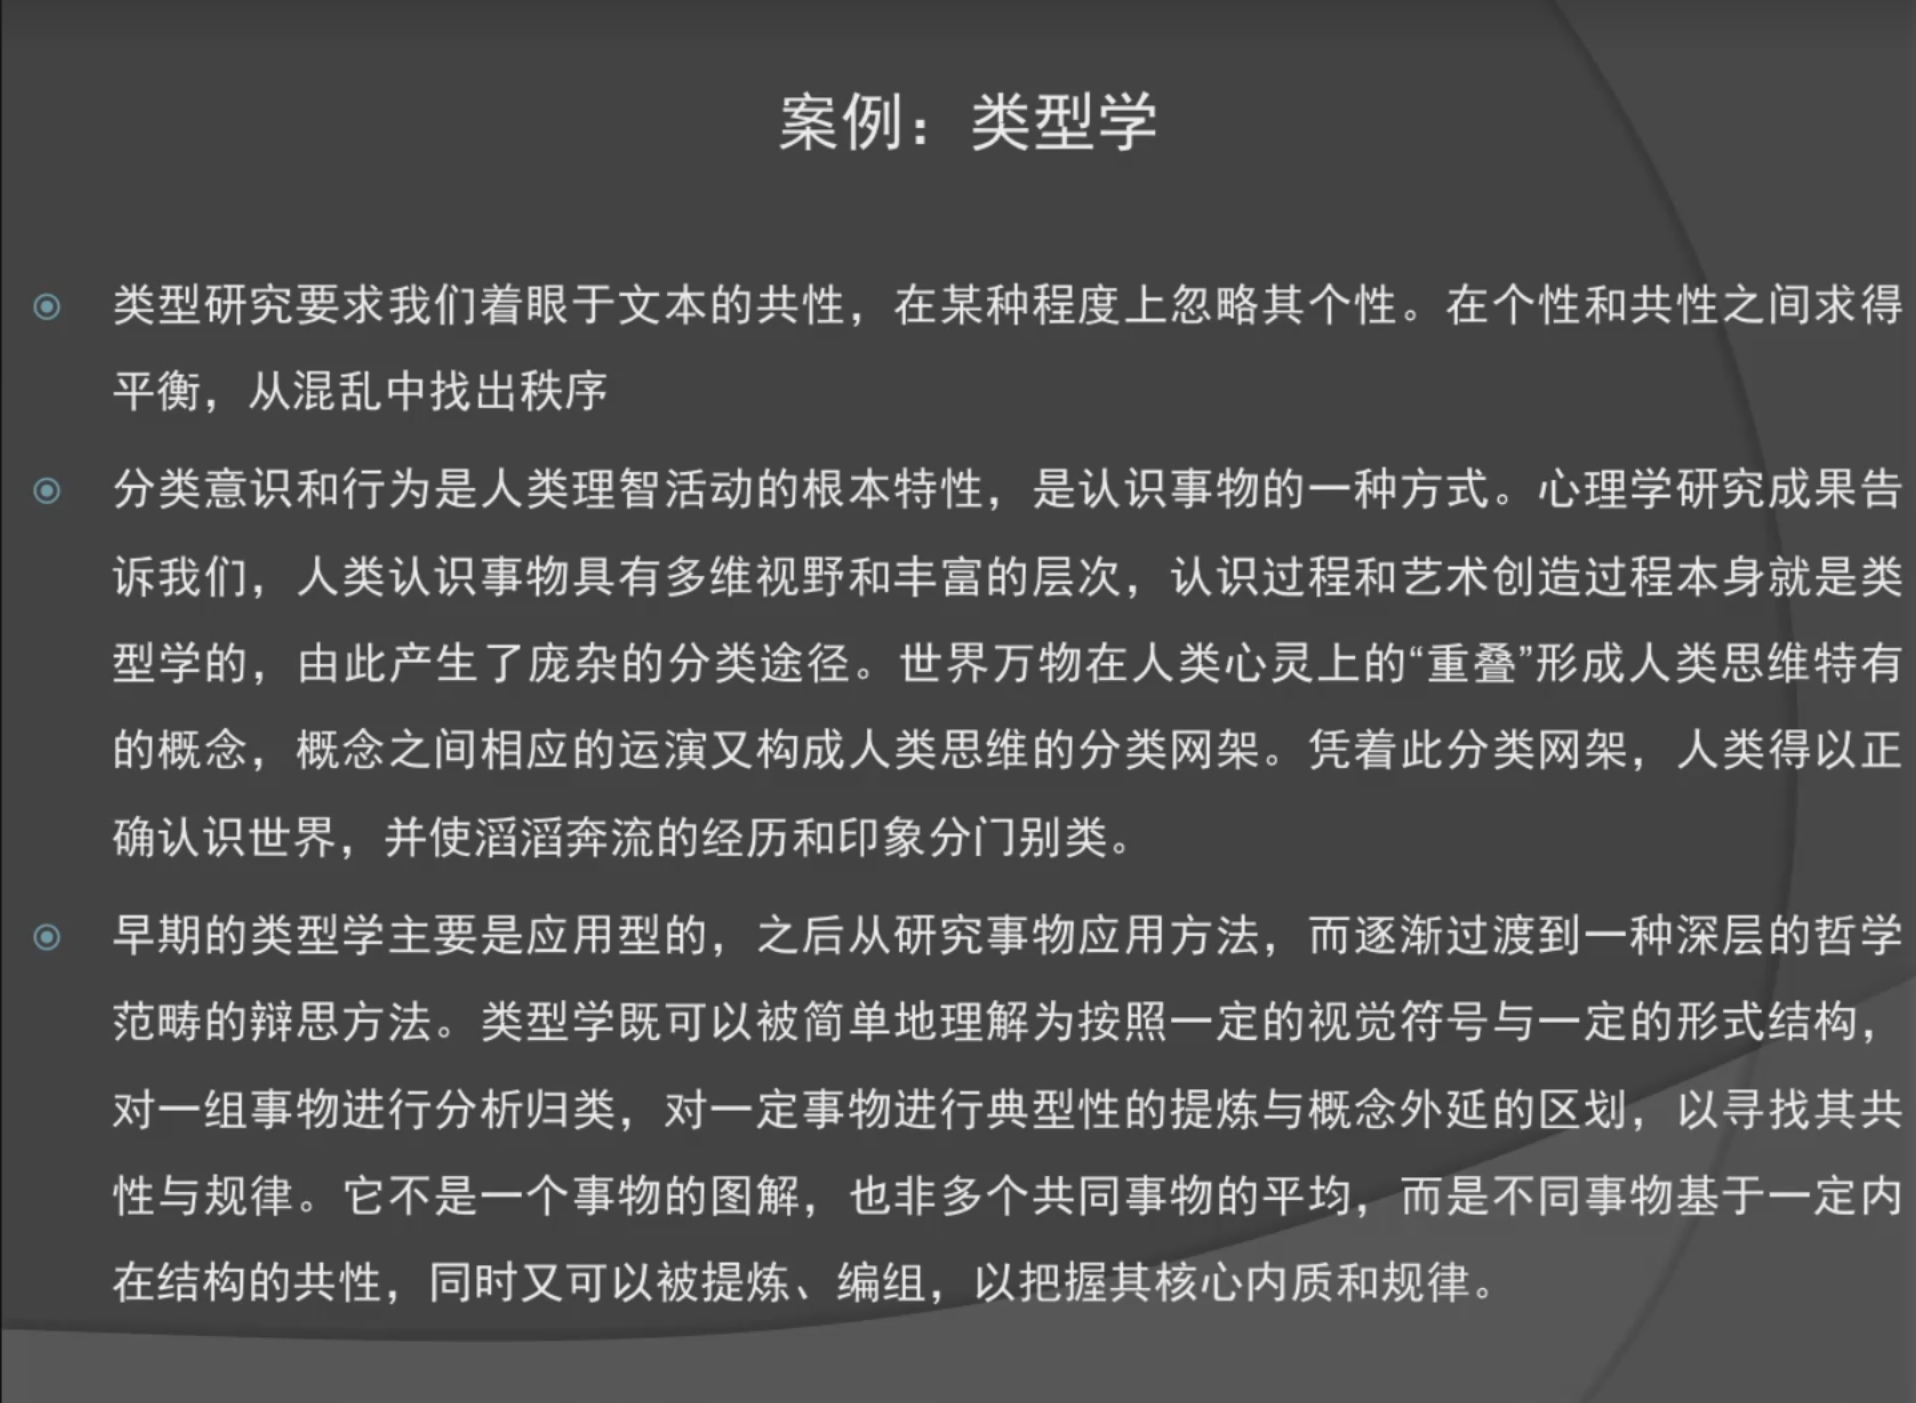 案例：类型学
类型研究要求我们着眼于文本的共性，在某种程度上忽略其个性。在个性和共性之间求得
平衡，从混乱中找出秩序
分类意识和行为是人类理智活动的根本特性，是认识事物的一种方式。心理学研究成果告
诉我们，人类认识事物具有多维视野和丰富的层次，认识过程和艺术创造过程本身就是类
型学的，由此产生了庞杂的分类途径。世界万物在人类心灵上的“重叠”形成人类思维特有
的概念，概念之间相应的运演又构成人类思维的分类网架。凭着此分类网架，人类得以正
确认识世界，并使滔滔奔流的经历和印象分门别类。
早期的类型学主要是应用型的，之后从研究事物应用方法，而逐渐过渡到一种深层的哲学
范畴的辩思方法。类型学既可以被简单地理解为按照一定的视觉符号与一定的形式结构，
对一组事物进行分析归类，对一定事物进行典型性的提炼与概念外延的区划，以寻找其共
性与规律。它不是一个事物的图解，也非多个共同事物的平均，而是不同事物基于一定内
在结构的共性，同时又可以被提炼、编组，以把握其核心内质和规律。